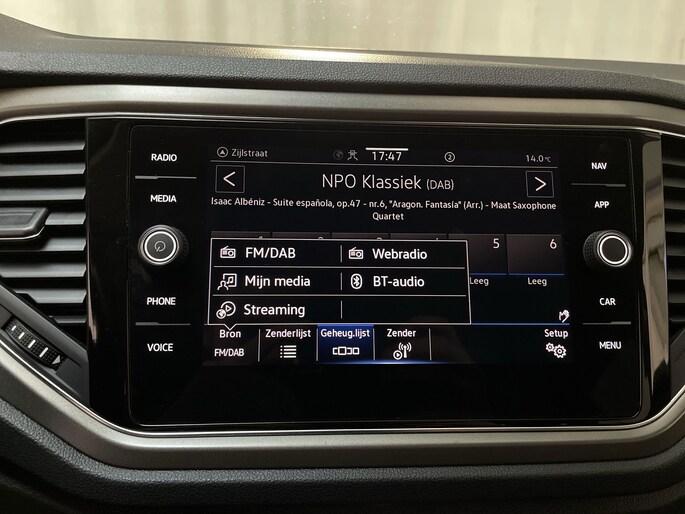 RADIO
MEDIA
PHONE
VOICE
Zijlstraat
17:47
2
14.0°C
NAV
APP
CAR
MENU
NPO Klassiek (DAB)
Isaac Albéniz - Suite española, op.47 - nr.6, "Aragon. Fantasía" (Arr.) - Maat Saxophone
Quartet
5
6
Leeg
Leeg
FM/DAB
Webradio
Mijn media
BT-audio
Streaming
Bron
Zenderlijst
Geheug.lijst
Zender
Setup
FM/DAB